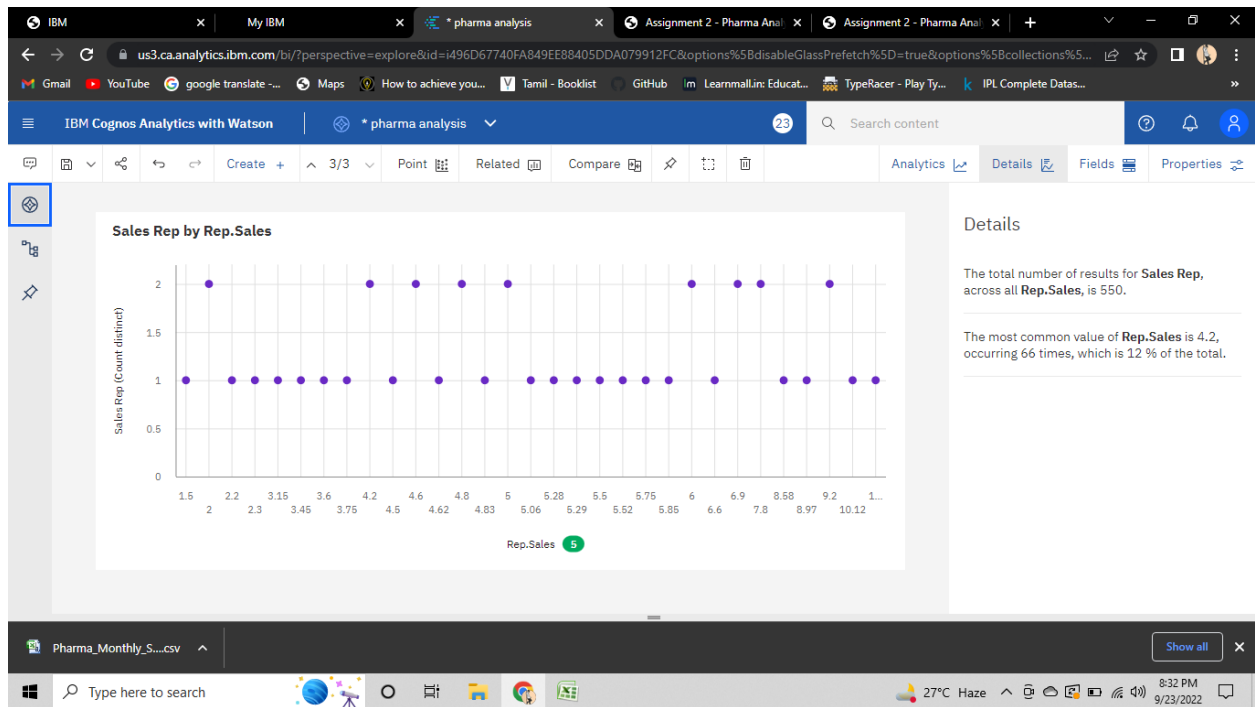 IBM
My IBM
* pharma analysis
Assignment 2 - Pharma Anal
Assignment 2 - Pharma Anal
us3.ca.analytics.ibm.com/bi/?perspective=explore&id=i496D67740FA849EE88405DDA079912FC&options%5BdisableGlassPrefetch%5D=true&options%5Bcollections%5...
Gmail YouTube google translate -... Maps How to achieve you... Tamil - Booklist GitHub Learnmall.in: Educat... TypeRacer - Play Ty... IPL Complete Datas... »
IBM Cognos Analytics with Watson * pharma analysis 23 Search content
Create + 3/3 Point Related Compare Analytics Details Fields Properties
Sales Rep by Rep.Sales
Sales Rep (Count distinct)
2
1.5
1
0.5
0
1.5 2.2 3.15 3.6 4.2 4.6 4.8 5 5.28 5.5 5.75 6 6.9 8.58 9.2 1...
2 2.3 3.45 3.75 4.5 4.62 4.83 5.06 5.29 5.52 5.85 6.6 7.8 8.97 10.12
Rep.Sales 5
Details
The total number of results for Sales Rep,
across all Rep.Sales, is 550.
The most common value of Rep.Sales is 4.2,
occurring 66 times, which is 12 % of the total.
Pharma_Monthly_S....csv
Show all
Type here to search
27°C Haze
8:32 PM
9/23/2022